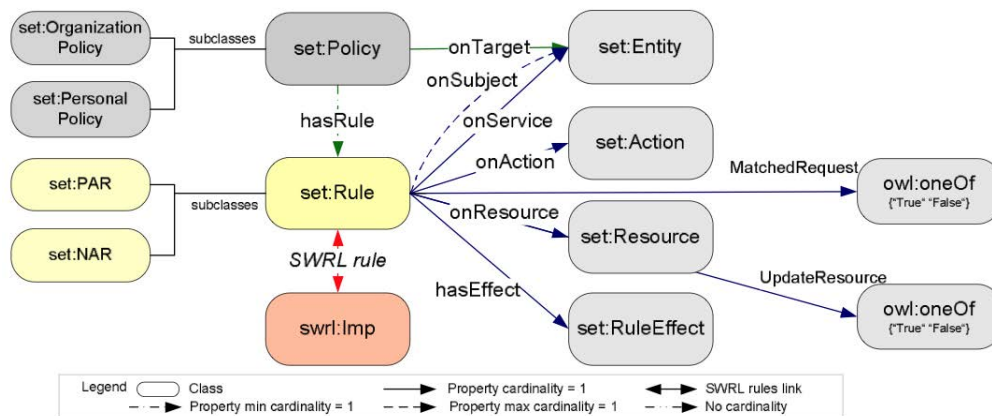 set:Organization
Policy
subclasses
set:Policy
onTarget
set:Entity
onSubject
set:Personal
Policy
hasRule
onService
onAction
set:Action
MatchedRequest
set:PAR
subclasses
set:Rule
owl:oneOf
{"True" "False"}
onResource
set:Resource
set:NAR
SWRL rule
UpdateResource
hasEffect
swrl:Imp
set:RuleEffect
owl:oneOf
{"True" "False"}
Legend Class Property cardinality = 1 SWRL rules link
Property min cardinality = 1 Property max cardinality = 1 No cardinality